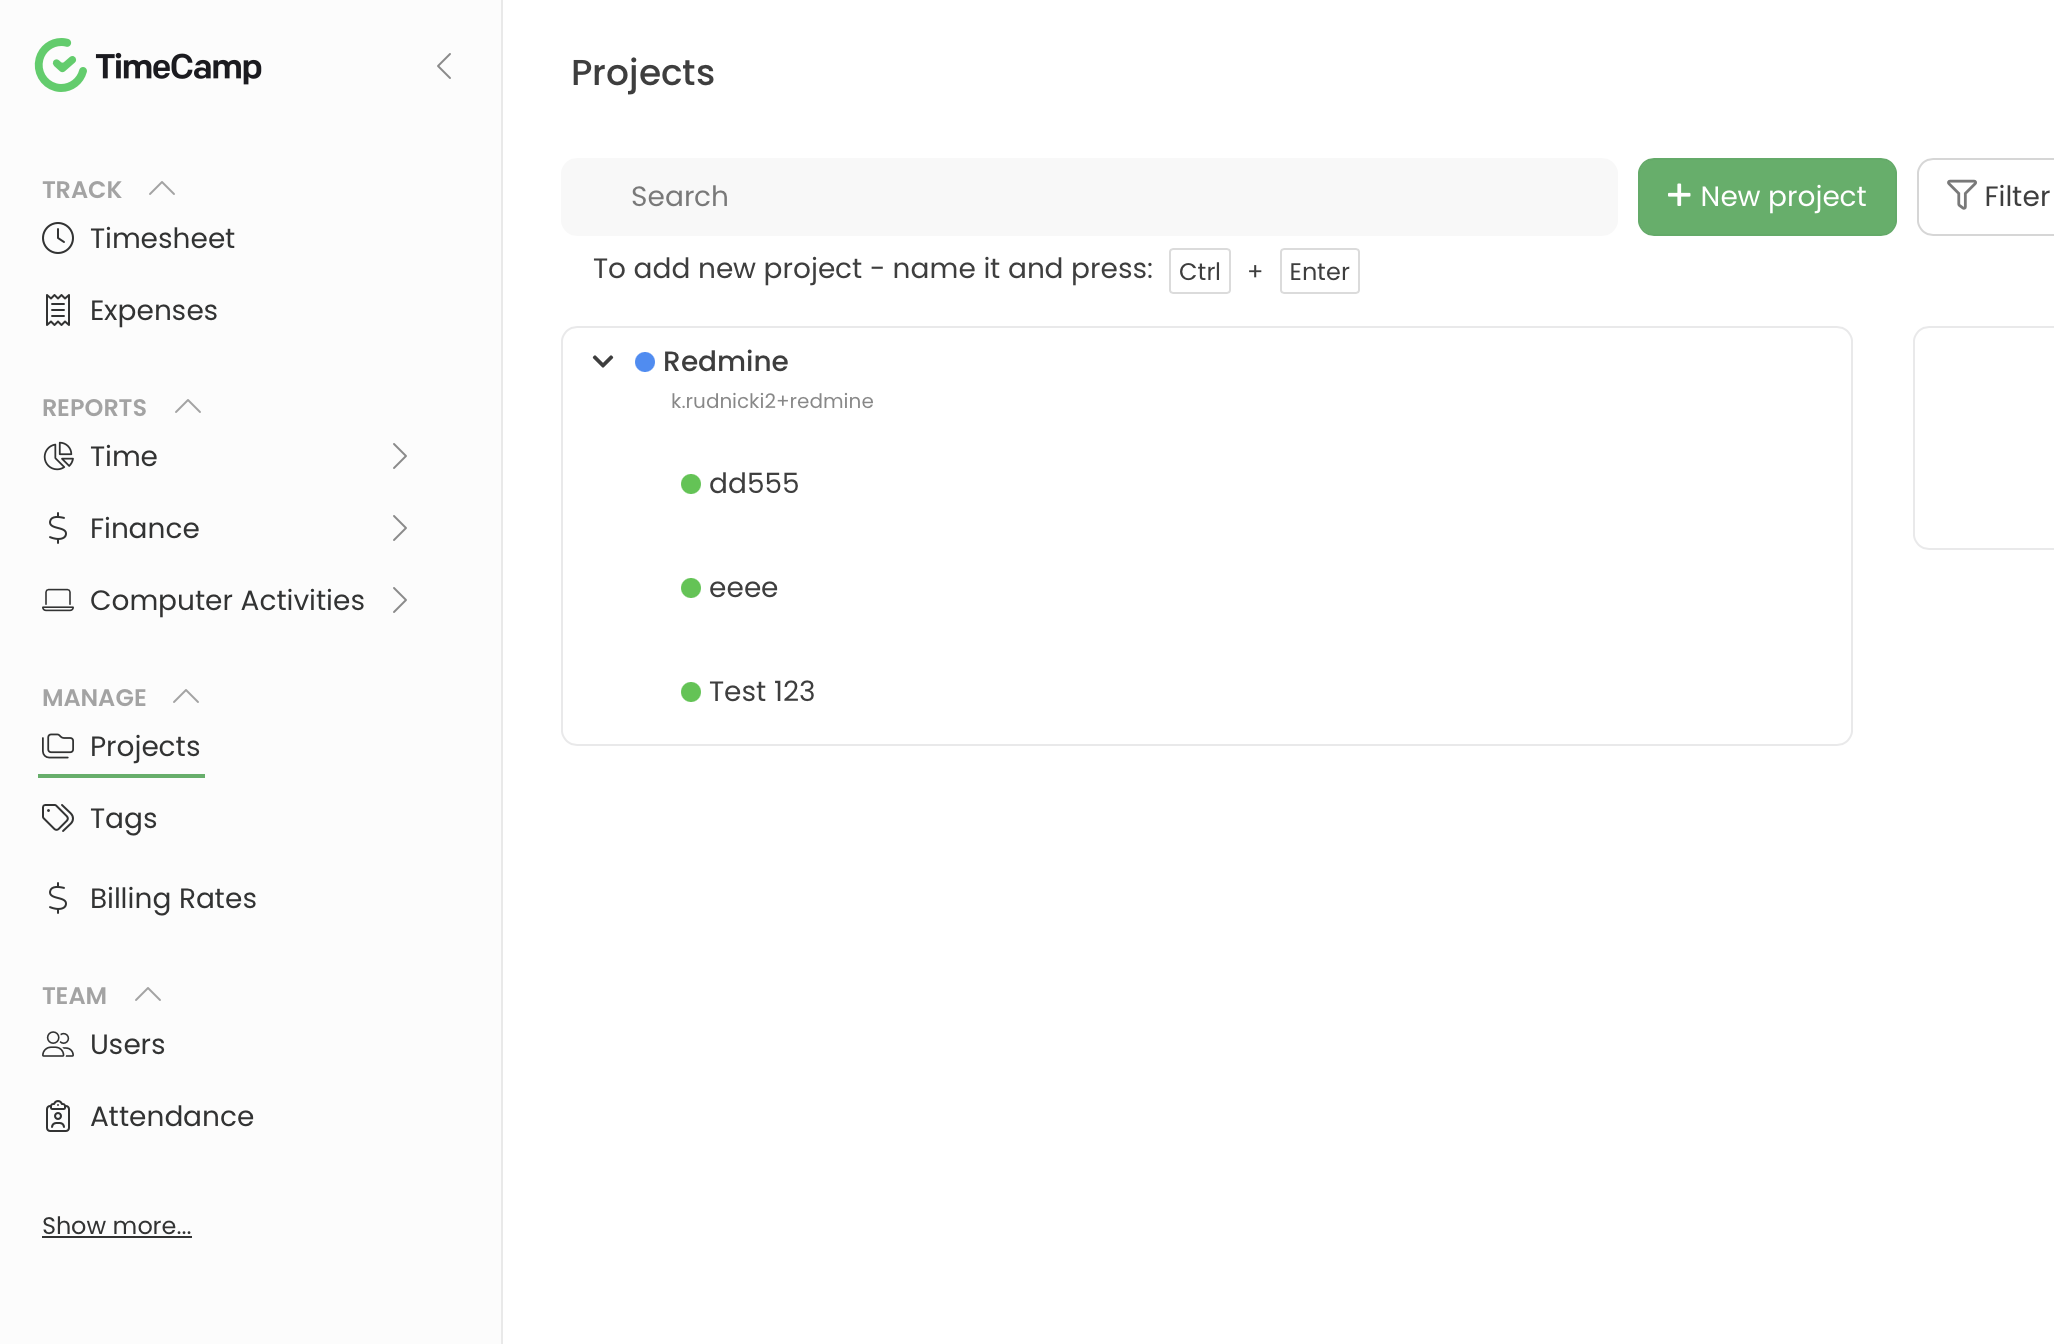 TimeCamp
TRACK
Timesheet
Expenses
REPORTS
Time
Finance
Computer Activities
MANAGE
Projects
Tags
Billing Rates
TEAM
Users
Attendance
Show more...
Projects
Search
+ New project
Filter
To add new project - name it and press: Ctrl + Enter
Redmine
k.rudnicki2+redmine
dd555
eeee
Test 123